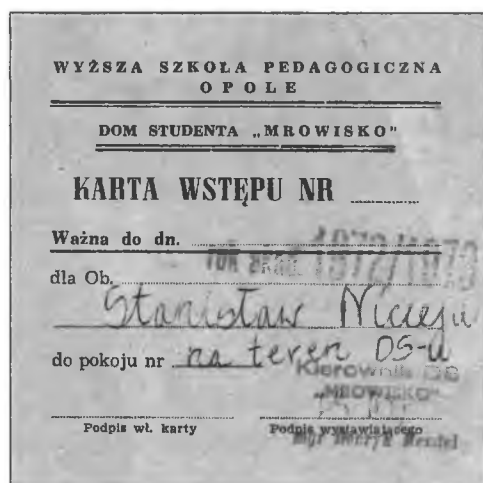 WYŻSZA SZKOŁA PEDAGOGICZNA
OPOLE
DOM STUDENTA „MROWISKO"
KARTA WSTĘPU NR
Ważna do dn.
dla Ob.
Stanisław Nicieja
do pokoju nr na teren DS-u
Kierownik DS
„MROWISKO"
Podpis wł. karty Podpis wystawiającego